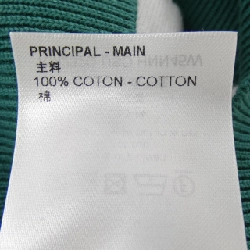 PRINCIPAL - MAIN
主料
100% COTON - COTTON
棉